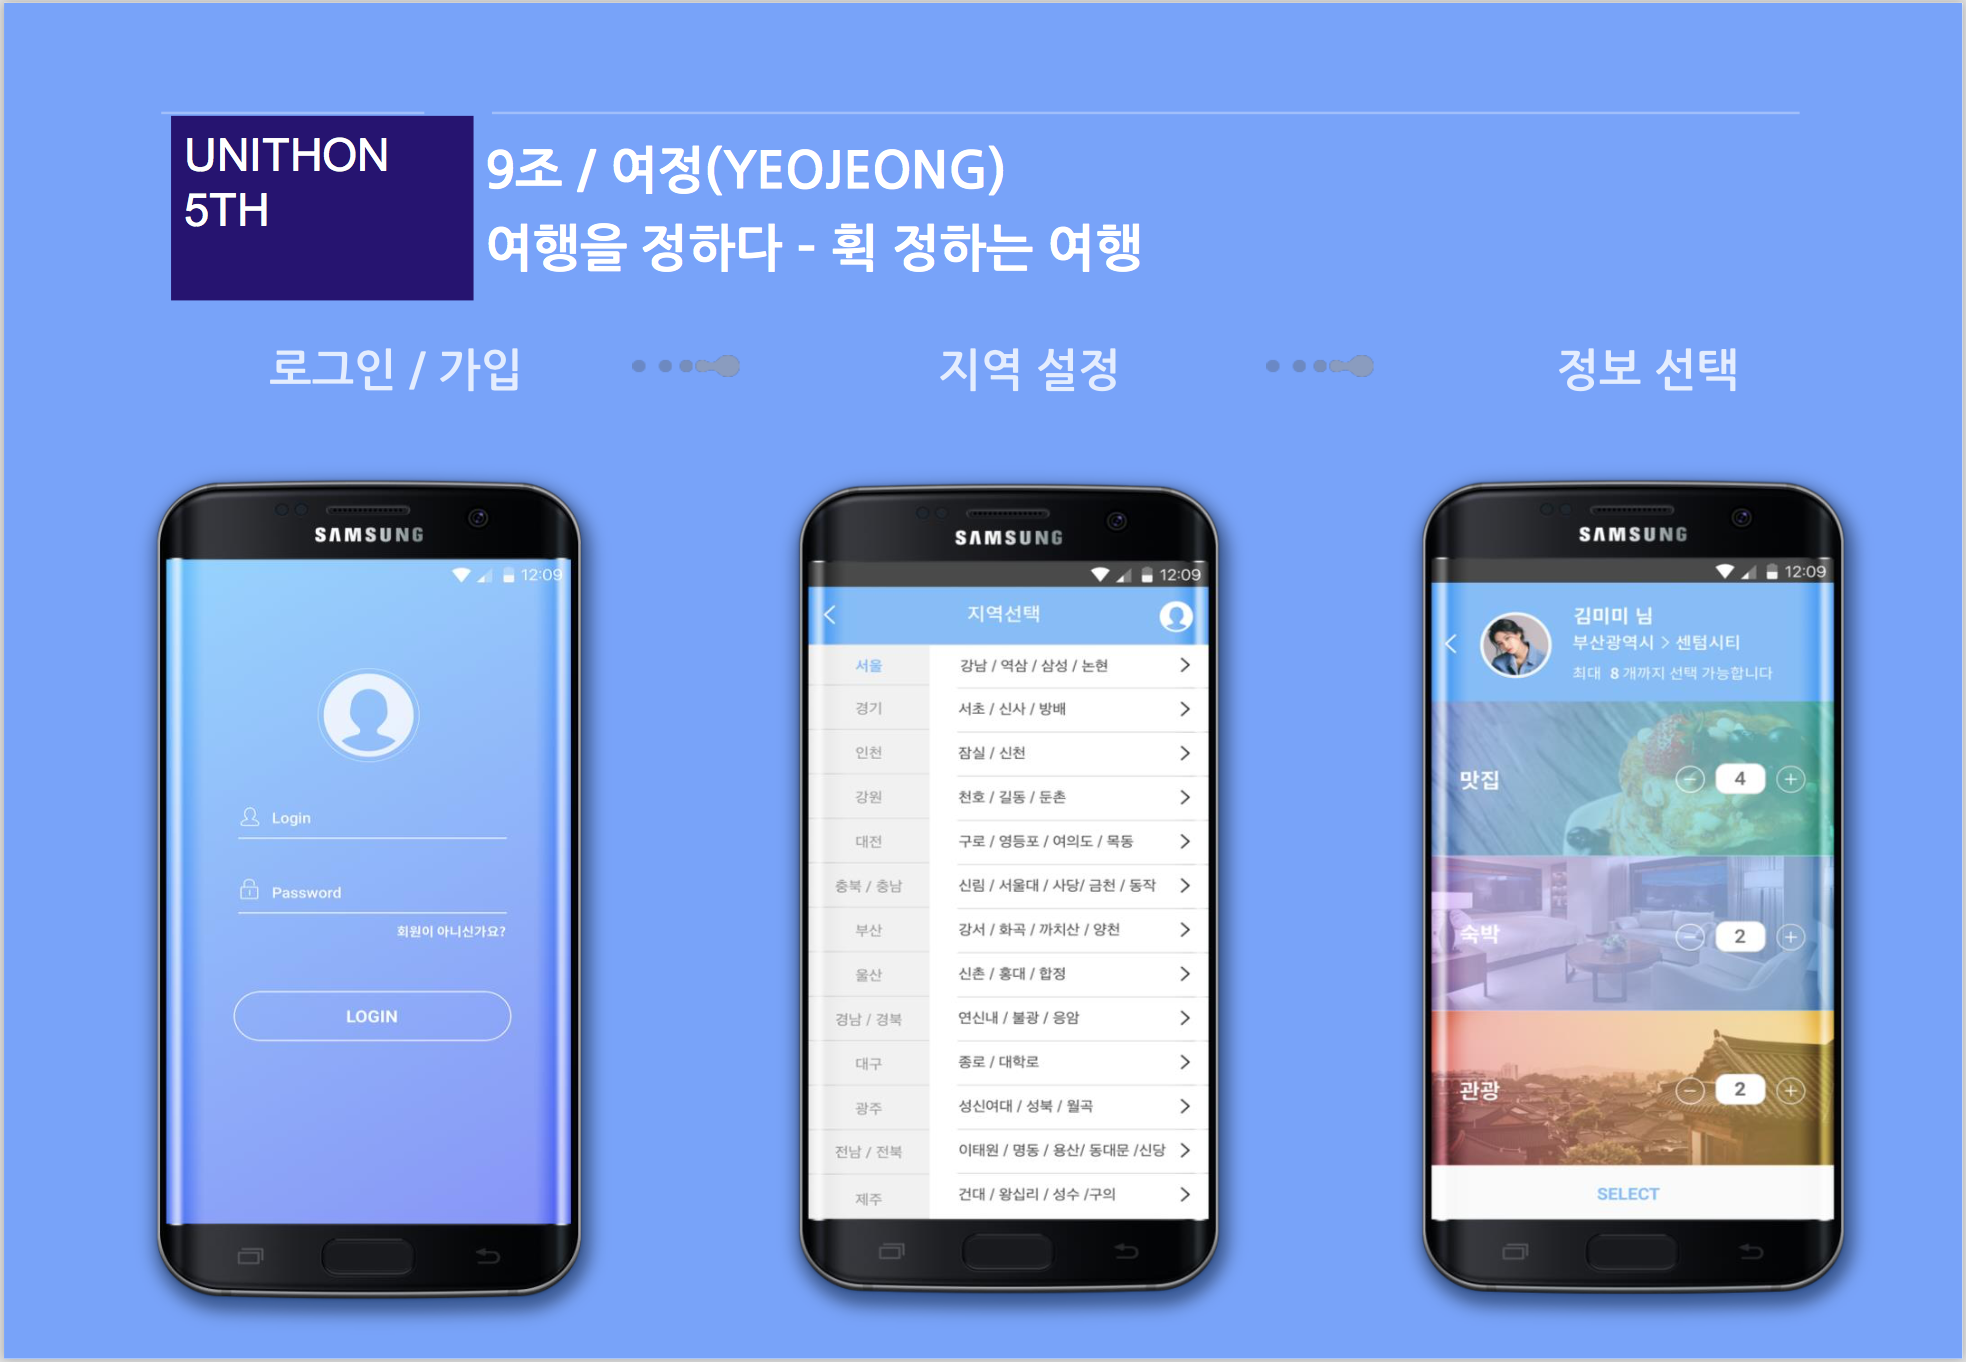 UNITHON
5TH
9조 / 여정(YEOJEONG)
여행을 정하다 - 휙 정하는 여행
로그인 / 가입
지역 설정
정보 선택
SAMSUNG
12:09
Login
Password
회원이 아니신가요?
LOGIN
SAMSUNG
12:09
지역선택
서울
강남 / 역삼 / 삼성 / 논현
경기
서초 / 신사 / 방배
인천
잠실 / 신천
강원
천호 / 길동 / 둔촌
대전
구로 / 영등포 / 여의도 / 목동
충북 / 충남
신림 / 서울대 / 사당/ 금천 / 동작
부산
강서 / 화곡 / 까치산 / 양천
울산
신촌 / 홍대 / 합정
경남 / 경북
연신내 / 불광 / 응암
대구
종로 / 대학로
광주
성신여대 / 성북 / 월곡
전남 / 전북
이태원 / 명동 / 용산/ 동대문 /신당
제주
건대 / 왕십리 / 성수 /구의
SAMSUNG
12:09
김미미 님
부산광역시 > 센텀시티
최대 8 개까지 선택 가능합니다
맛집
4
숙박
2
관광
2
SELECT